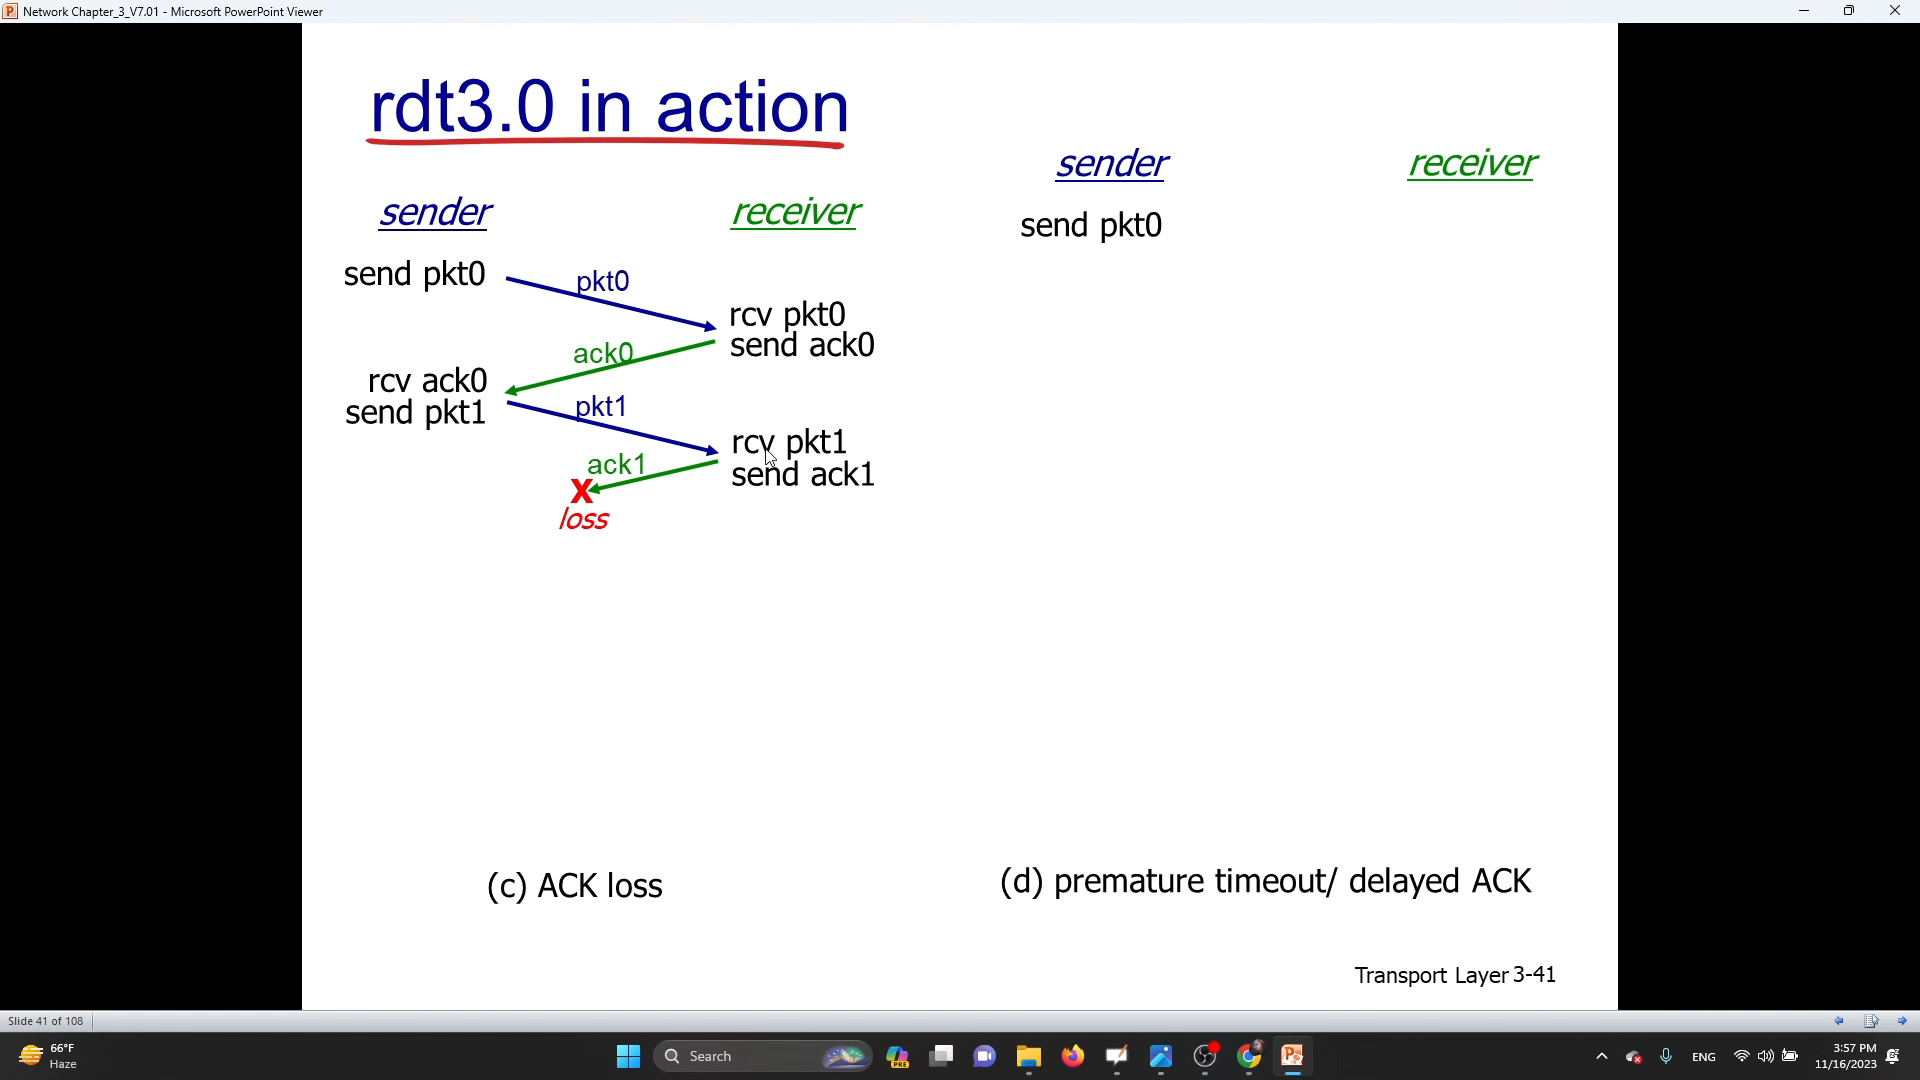 Network Chapter_3_V7.01 - Microsoft PowerPoint Viewer
rdt3.0 in action
sender
receiver
send pkt0
pkt0
rcv pkt0
send ack0
ack0
rcv ack0
send pkt1
pkt1
rcv pkt1
send ack1
ack1
X
loss
(c) ACK loss
sender
receiver
send pkt0
(d) premature timeout/ delayed ACK
Transport Layer 3-41
Slide 41 of 108
66°F
Haze
Search
PRE
ENG
3:57 PM
11/16/2023